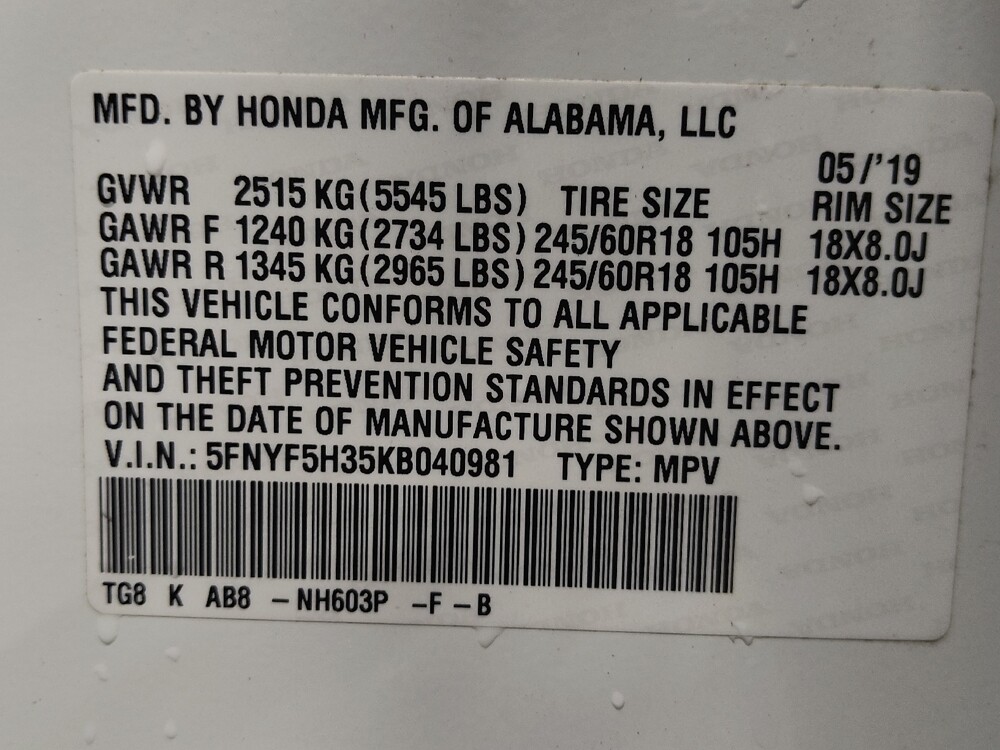 MFD. BY HONDA MFG. OF ALABAMA, LLC
05/'19
GVWR 2515 KG (5545 LBS) TIRE SIZE RIM SIZE
GAWR F 1240 KG (2734 LBS) 245/60R18 105H 18X8.0J
GAWR R 1345 KG (2965 LBS) 245/60R18 105H 18X8.0J
THIS VEHICLE CONFORMS TO ALL APPLICABLE
FEDERAL MOTOR VEHICLE SAFETY
AND THEFT PREVENTION STANDARDS IN EFFECT
ON THE DATE OF MANUFACTURE SHOWN ABOVE.
V.I.N.: 5FNYF5H35KB040981 TYPE: MPV
TG8 K AB8 -NH603P -F -B